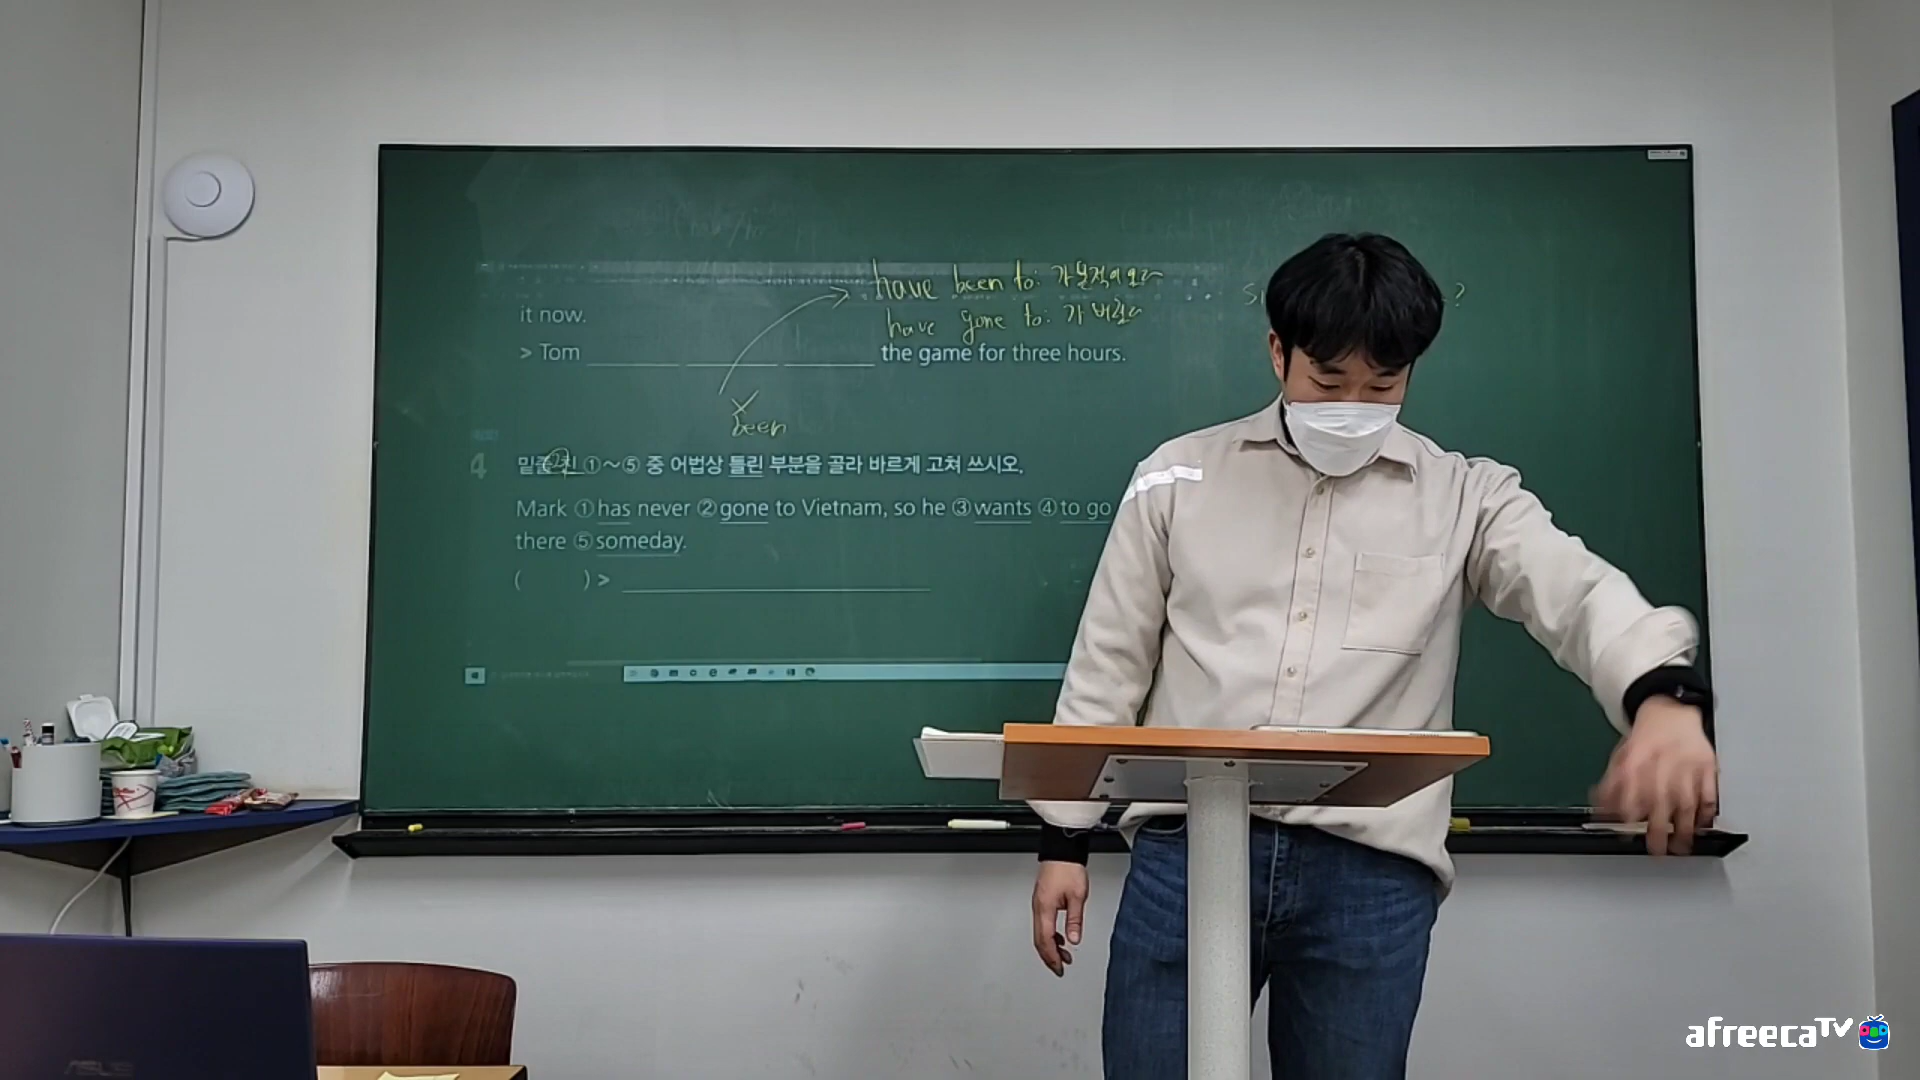 have been to: 가본적이 있다
it now.
have gone to: 가 버렸다
> Tom the game for three hours.
been
4 밑줄 친 ①~⑤ 중 어법상 틀린 부분을 골라 바르게 고쳐 쓰시오.
Mark ①has never ②gone to Vietnam, so he ③wants ④to go
there ⑤someday.
( ) >
ASUS
afreecaTV